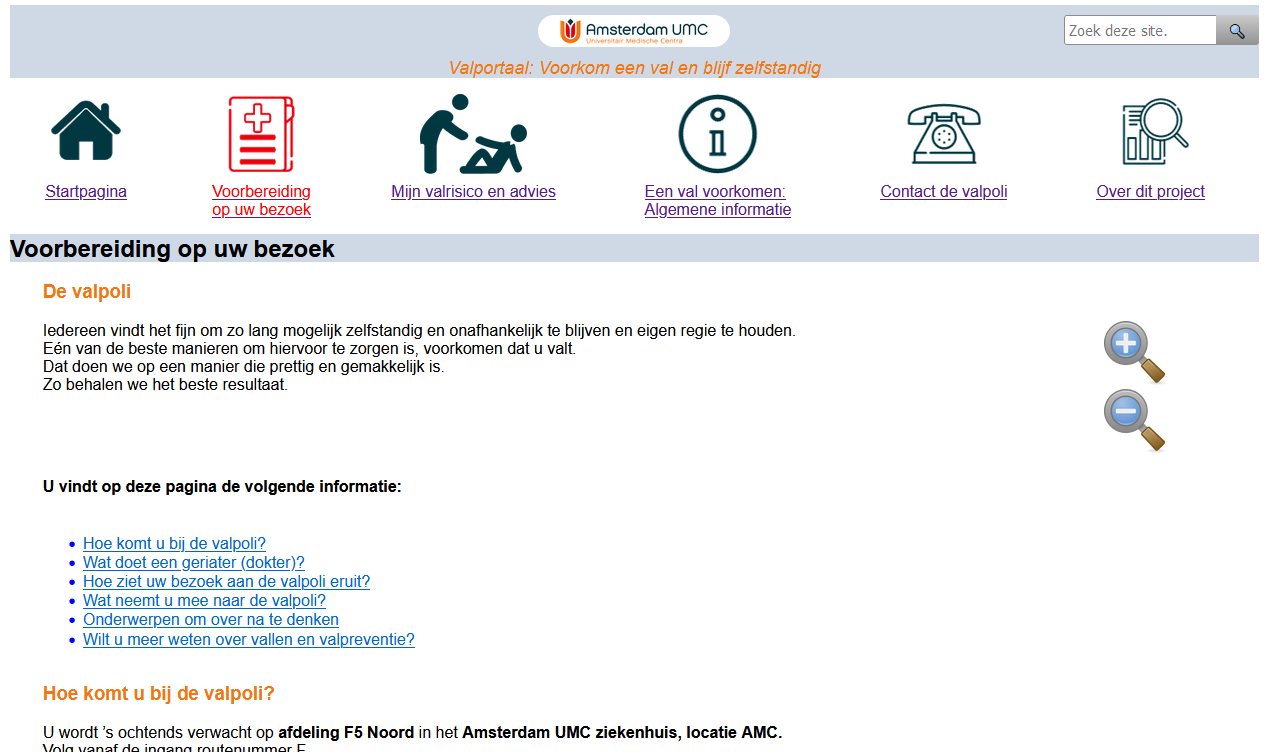 Amsterdam UMC
Universitair Medische Centra
Zoek deze site.
Valportaal: Voorkom een val en blijf zelfstandig
Startpagina
Voorbereiding
op uw bezoek
Mijn valrisico en advies
Een val voorkomen:
Algemene informatie
Contact de valpoli
Over dit project
Voorbereiding op uw bezoek
De valpoli
Iedereen vindt het fijn om zo lang mogelijk zelfstandig en onafhankelijk te blijven en eigen regie te houden.
Eén van de beste manieren om hiervoor te zorgen is, voorkomen dat u valt.
Dat doen we op een manier die prettig en gemakkelijk is.
Zo behalen we het beste resultaat.
U vindt op deze pagina de volgende informatie:
• Hoe komt u bij de valpoli?
• Wat doet een geriater (dokter)?
• Hoe ziet uw bezoek aan de valpoli eruit?
• Wat neemt u mee naar de valpoli?
• Onderwerpen om over na te denken
• Wilt u meer weten over vallen en valpreventie?
Hoe komt u bij de valpoli?
U wordt ’s ochtends verwacht op afdeling F5 Noord in het Amsterdam UMC ziekenhuis, locatie AMC.
Volg vanaf de ingang routenummer F